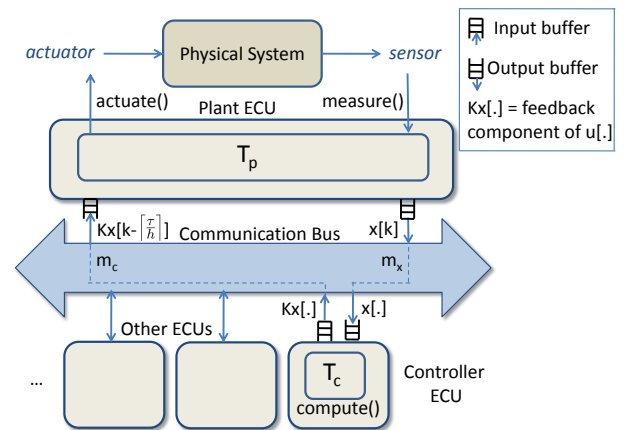 actuator
Physical System
sensor
actuate()
measure()
Plant ECU
T_p
Input buffer
Output buffer
Kx[.] = feedback
component of u[.]
Kx[k-⌈τ/h⌉]
Communication Bus
x[k]
m_c
m_x
Other ECUs
Kx[.]
x[.]
...
T_c
compute()
Controller
ECU